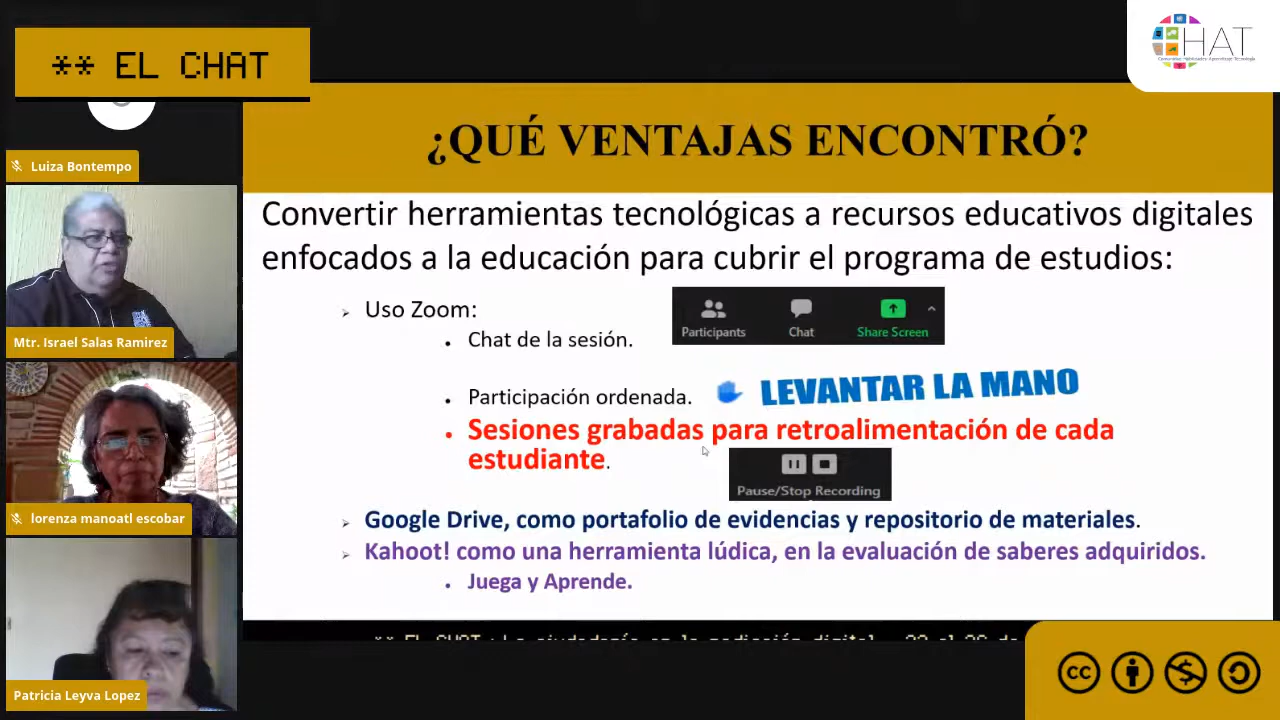 ** EL CHAT
HAT
¿QUÉ VENTAJAS ENCONTRÓ?
Luiza Bontempo
Convertir herramientas tecnológicas a recursos educativos digitales
enfocados a la educación para cubrir el programa de estudios:
Uso Zoom:
Participants Chat Share Screen
Chat de la sesión.
Mtr. Israel Salas Ramirez
Participación ordenada.
LEVANTAR LA MANO
Sesiones grabadas para retroalimentación de cada
estudiante.
Pause/Stop Recording
lorenza manoatl escobar
Google Drive, como portafolio de evidencias y repositorio de materiales.
Kahoot! como una herramienta lúdica, en la evaluación de saberes adquiridos.
Juega y Aprende.
** EL CHAT
Patricia Leyva Lopez
cc